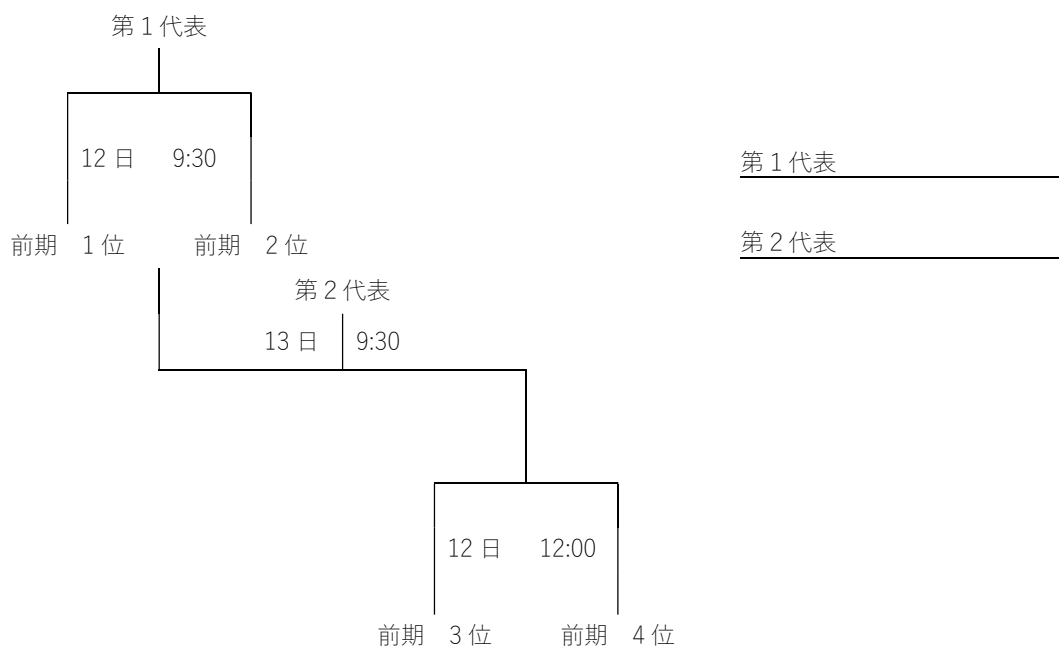 第１代表
12 日　9:30
第１代表
前期　１位　前期　２位
第２代表
第２代表
13 日　9:30
12 日　12:00
前期　３位　前期　４位